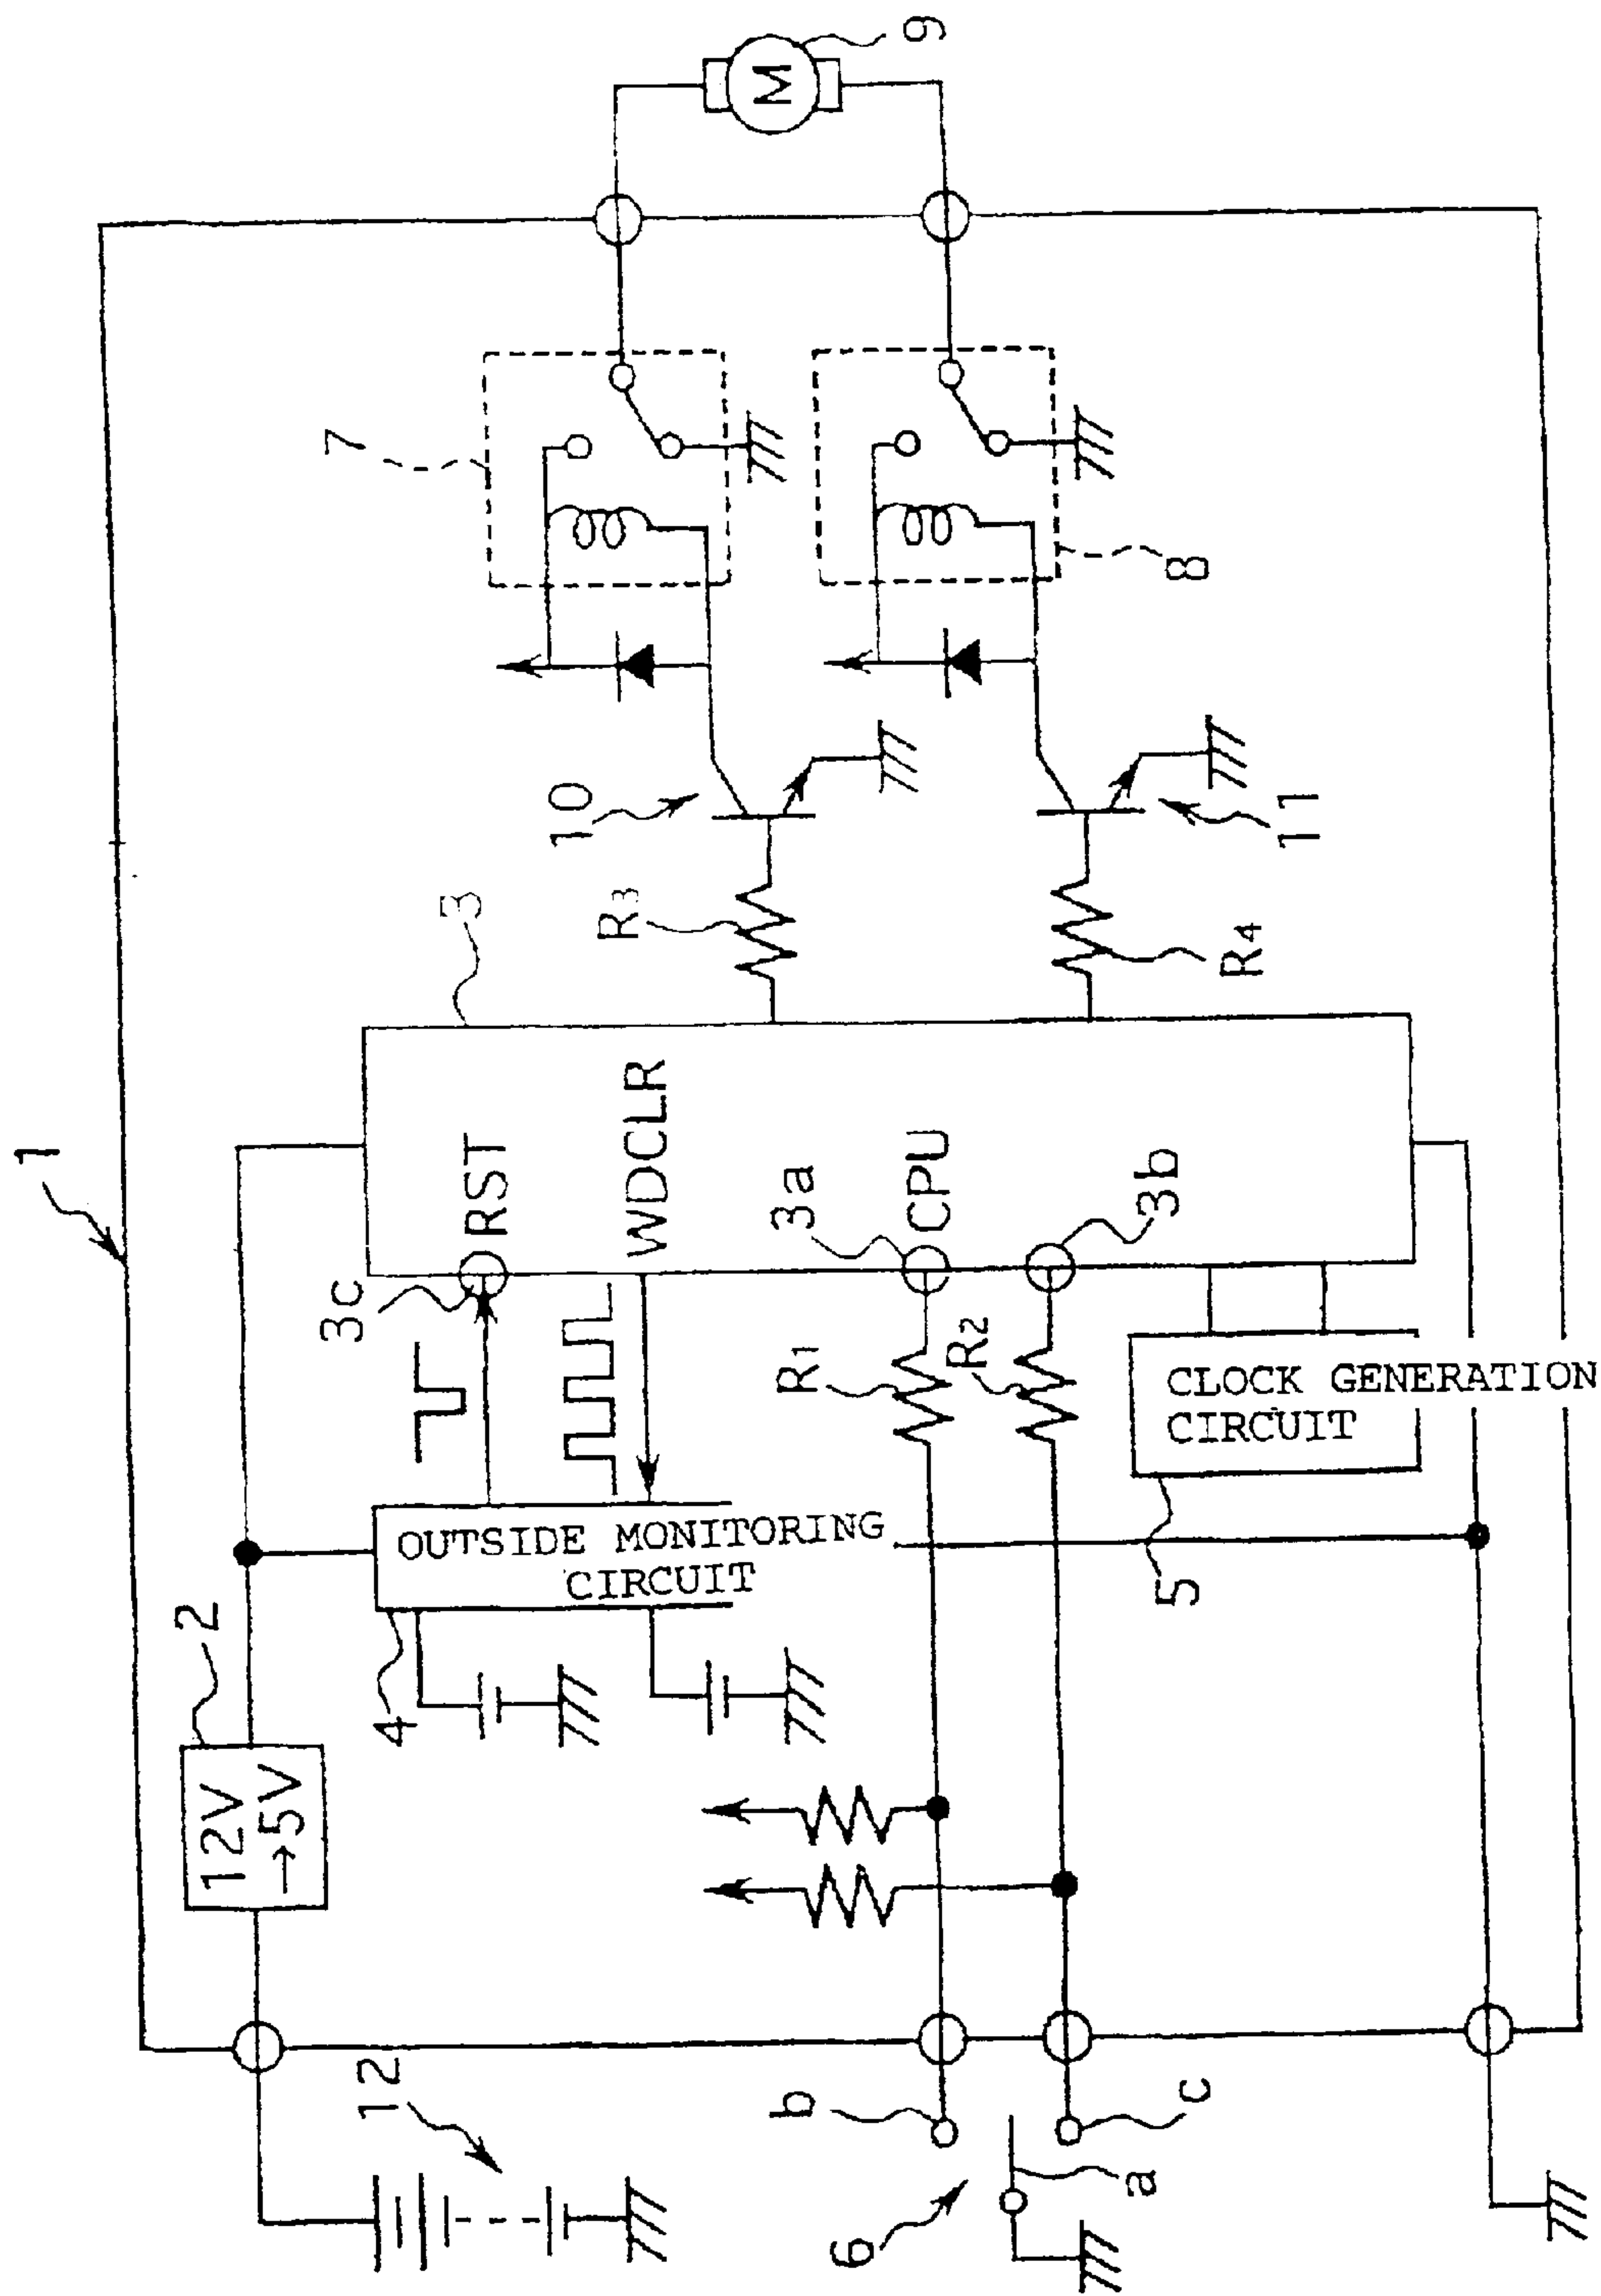 1
2
12V
→5V
3
3c
RST
WDCLR
3a
CPU
3b
OUTSIDE MONITORING
CIRCUIT
4
R1
R2
CLOCK GENERATION
CIRCUIT
5
R3
R4
10
11
7
8
M
9
12
6
b
a
c